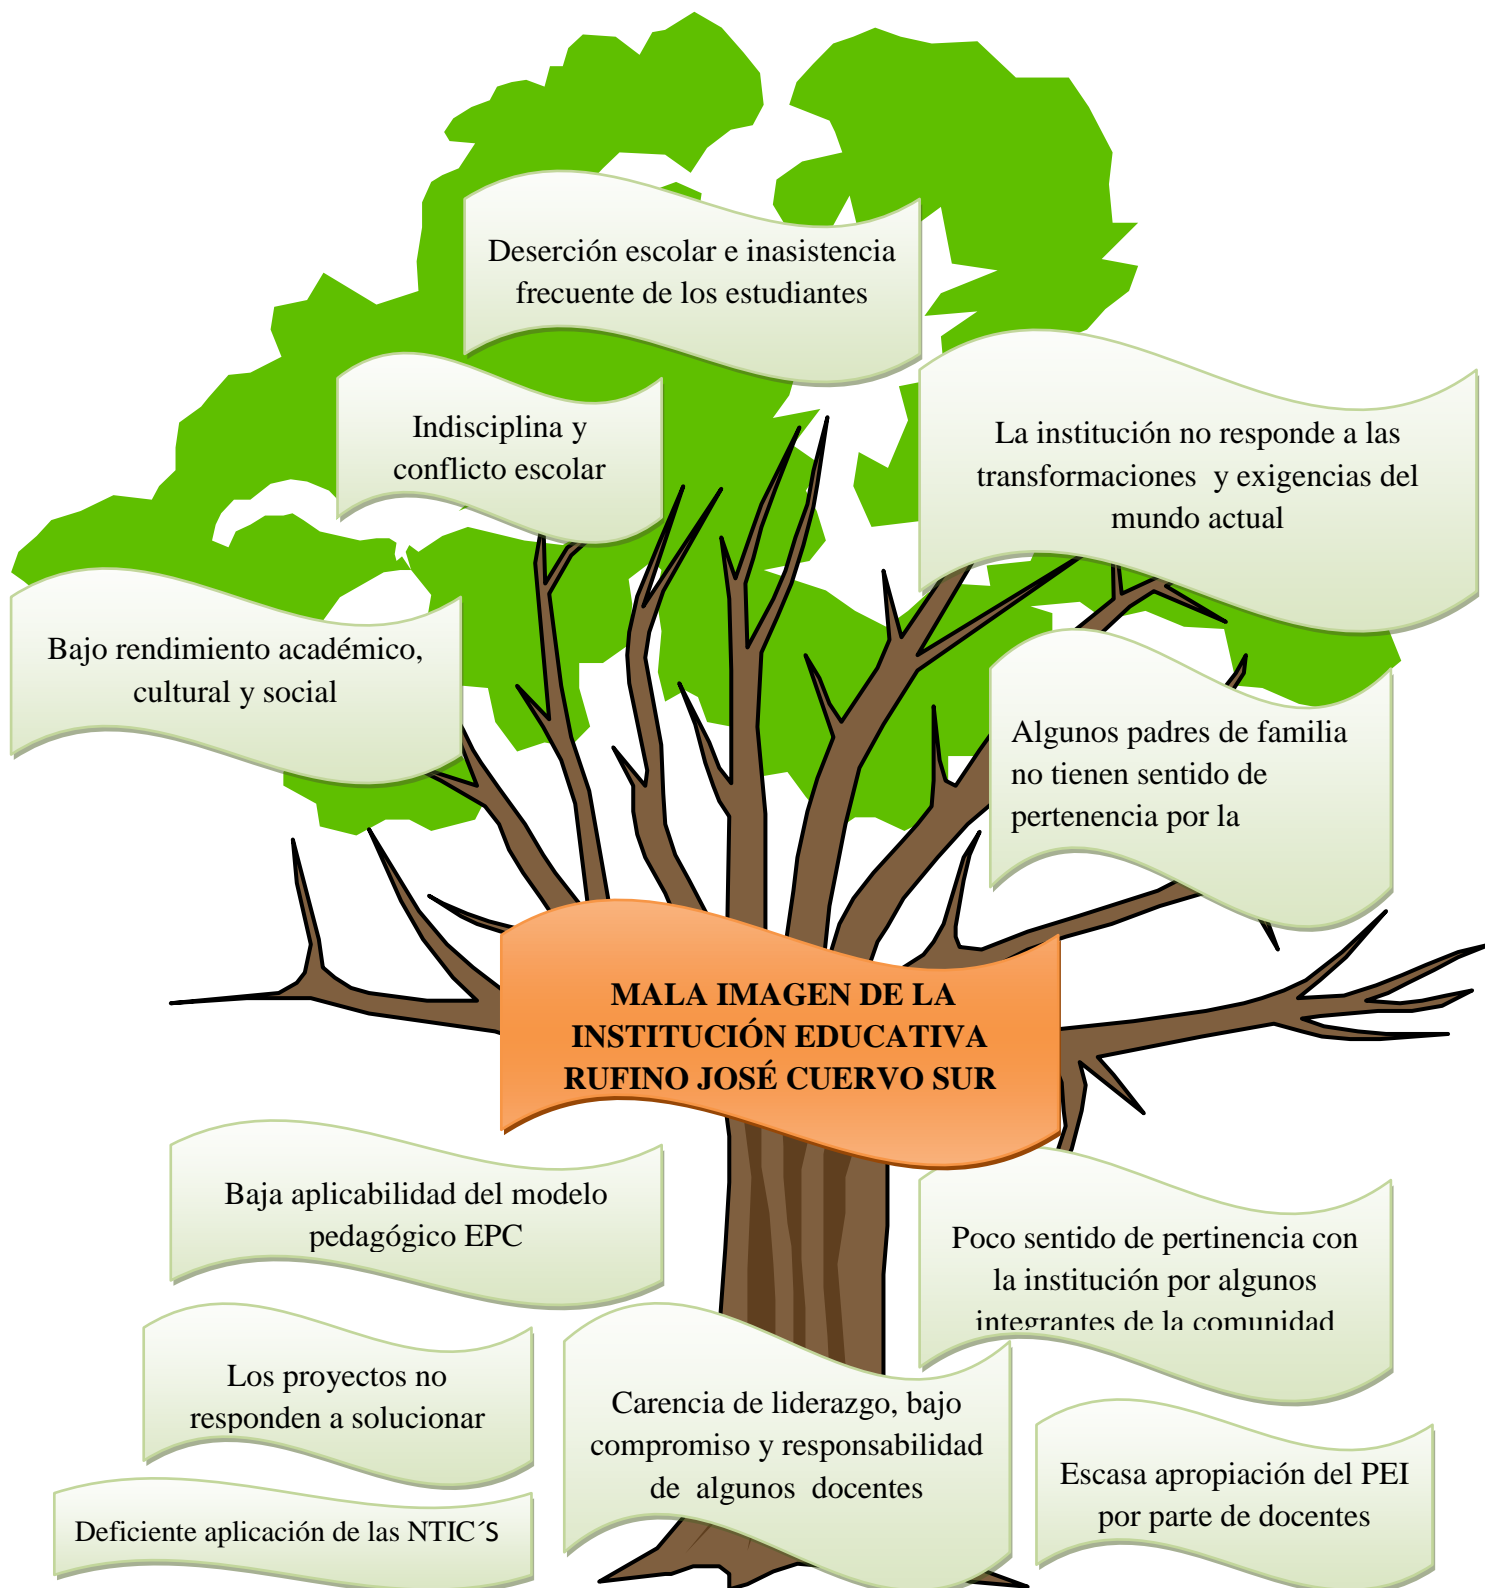 Deserción escolar e inasistencia
frecuente de los estudiantes
Indisciplina y
conflicto escolar
La institución no responde a las
transformaciones y exigencias del
mundo actual
Bajo rendimiento académico,
cultural y social
Algunos padres de familia
no tienen sentido de
pertenencia por la
MALA IMAGEN DE LA
INSTITUCIÓN EDUCATIVA
RUFINO JOSÉ CUERVO SUR
Baja aplicabilidad del modelo
pedagógico EPC
Poco sentido de pertinencia con
la institución por algunos
integrantes de la comunidad
Los proyectos no
responden a solucionar
Carencia de liderazgo, bajo
compromiso y responsabilidad
de algunos docentes
Escasa apropiación del PEI
por parte de docentes
Deficiente aplicación de las NTIC´S